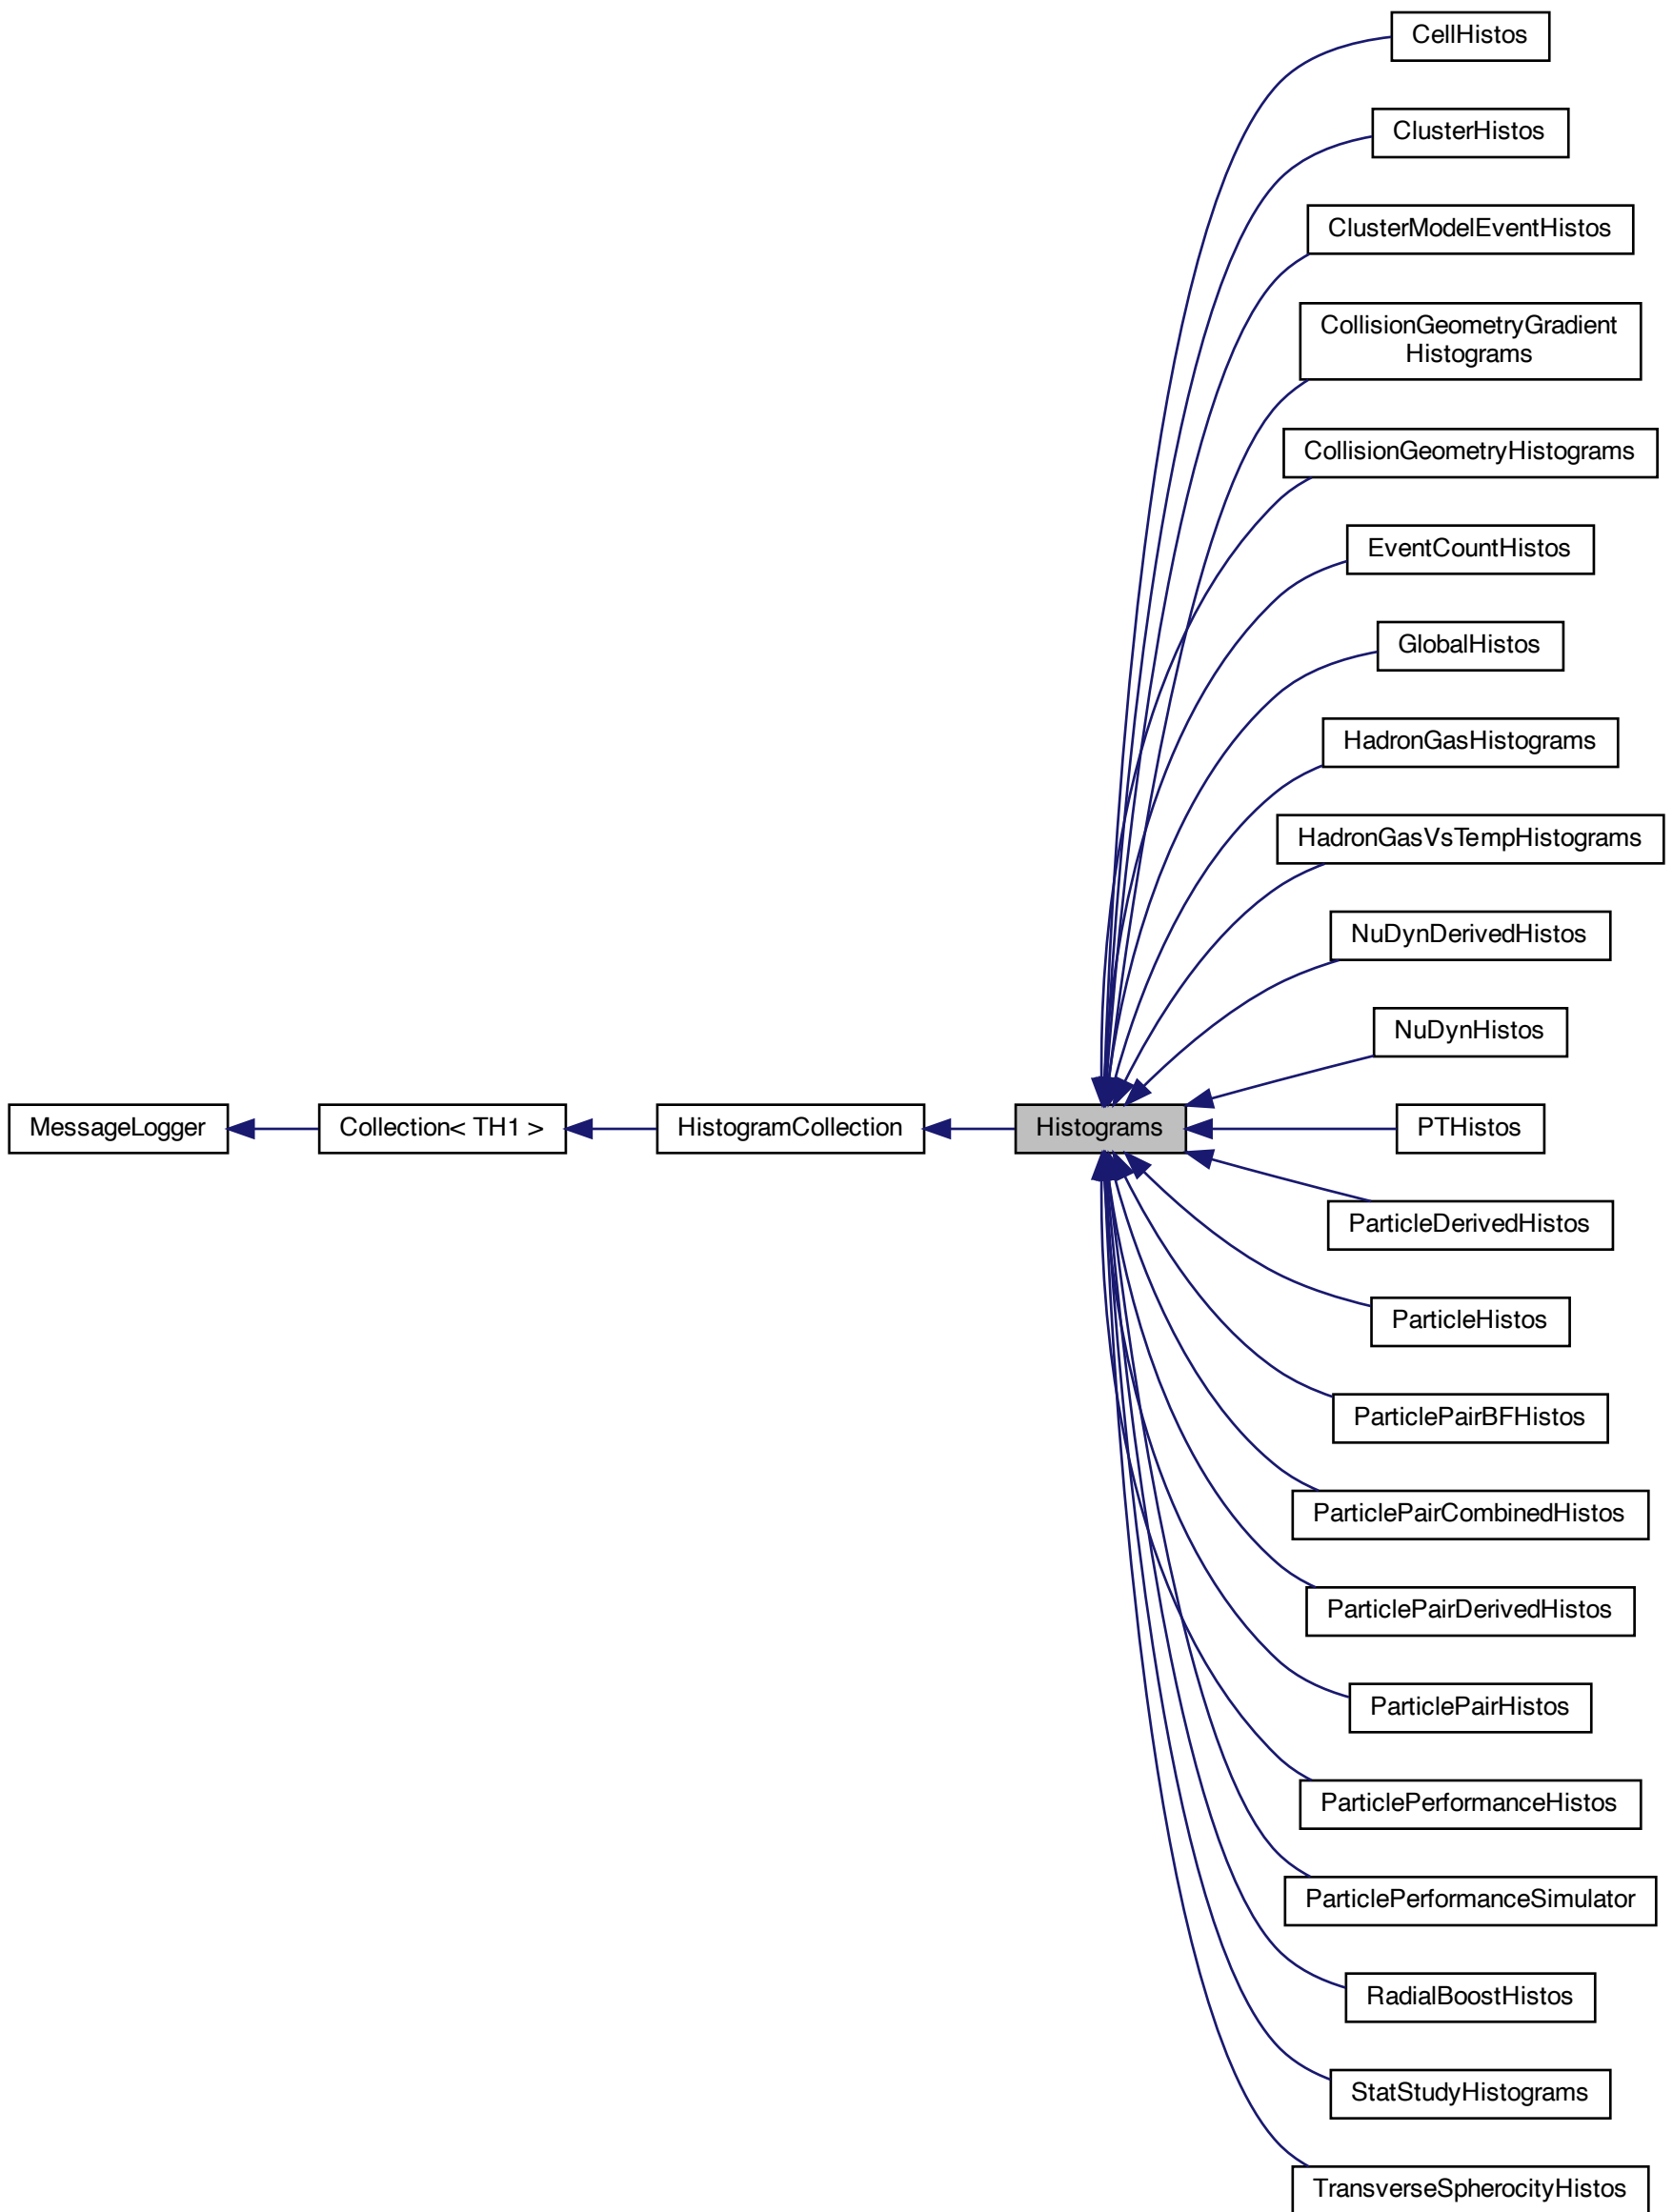 CellHistos
ClusterHistos
ClusterModelEventHistos
CollisionGeometryGradient
Histograms
CollisionGeometryHistograms
EventCountHistos
GlobalHistos
HadronGasHistograms
HadronGasVsTempHistograms
NuDynDerivedHistos
NuDynHistos
MessageLogger
Collection< TH1 >
HistogramCollection
Histograms
PTHistos
ParticleDerivedHistos
ParticleHistos
ParticlePairBFHistos
ParticlePairCombinedHistos
ParticlePairDerivedHistos
ParticlePairHistos
ParticlePerformanceHistos
ParticlePerformanceSimulator
RadialBoostHistos
StatStudyHistograms
TransverseSpherocityHistos